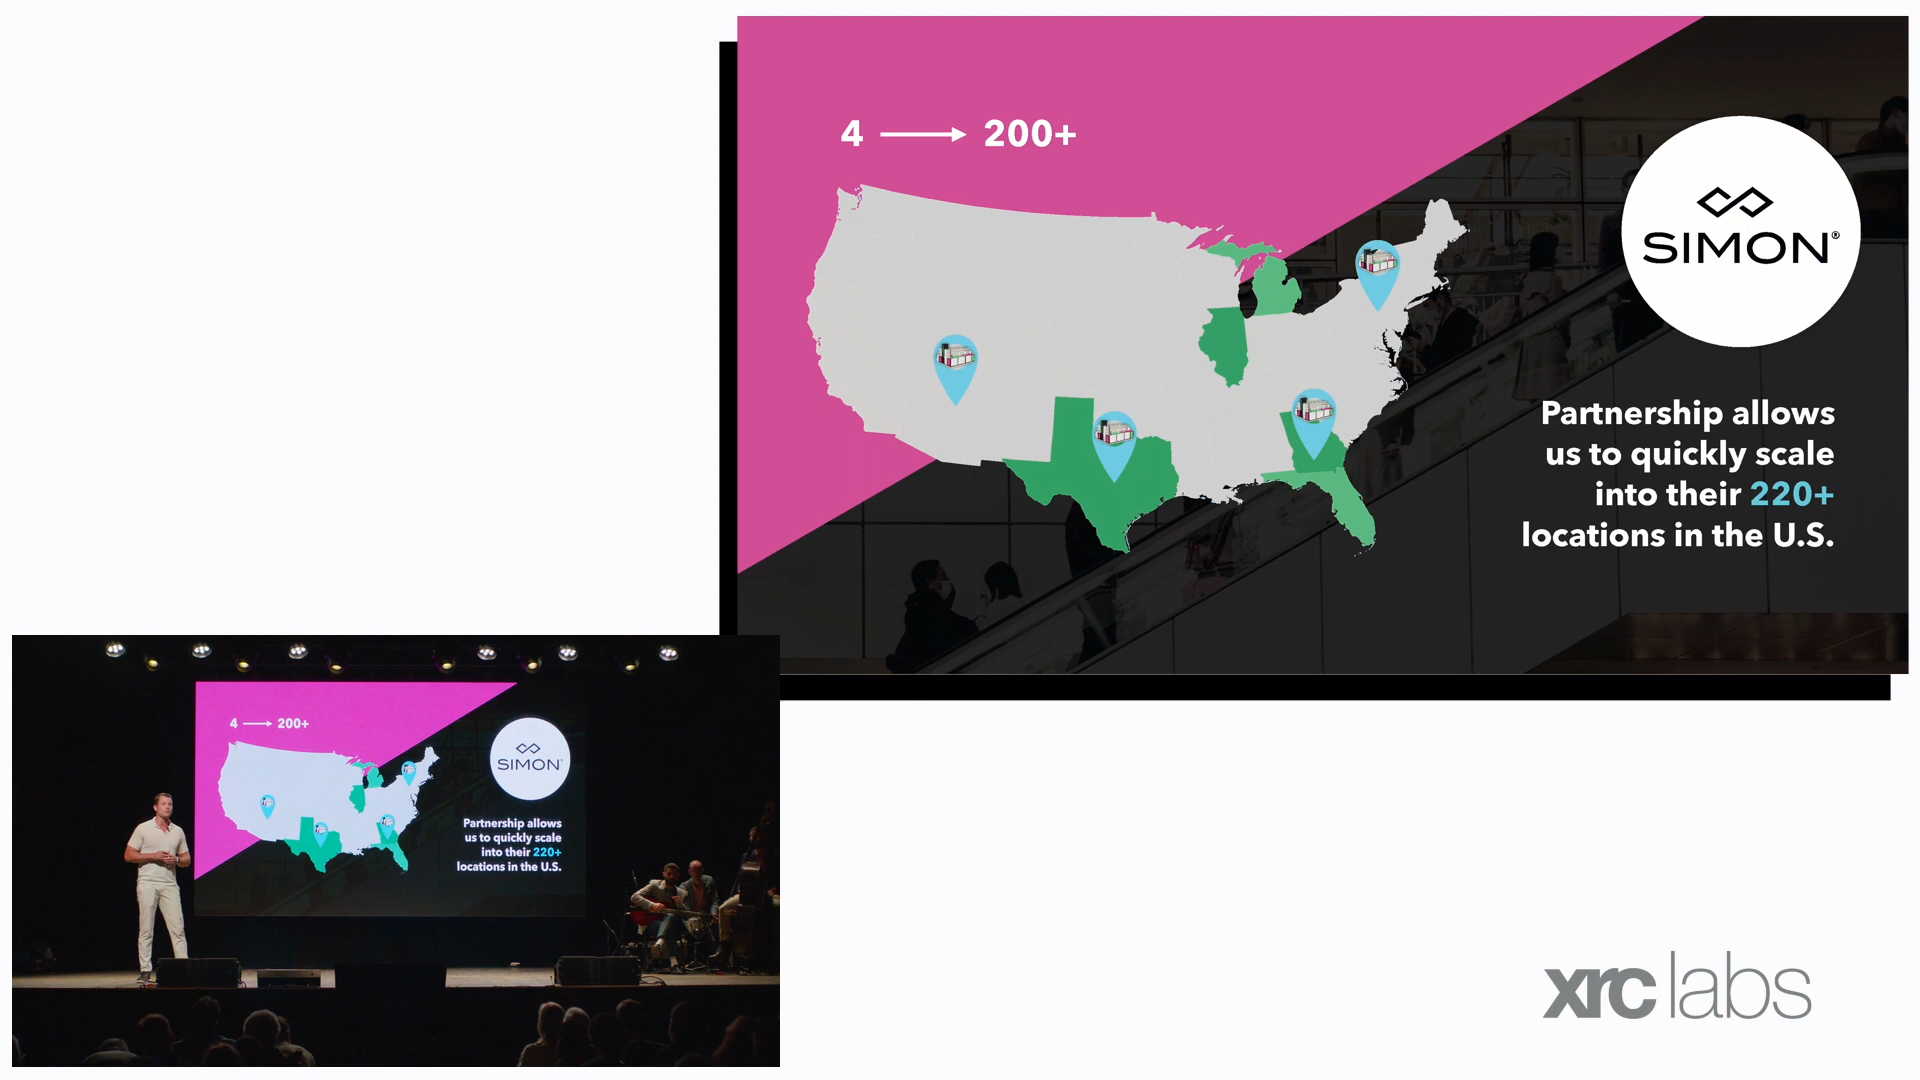 4 → 200+
SIMON®
Partnership allows
us to quickly scale
into their 220+
locations in the U.S.
4 → 200+
SIMON®
Partnership allows
us to quickly scale
into their 220+
locations in the U.S.
xrc labs